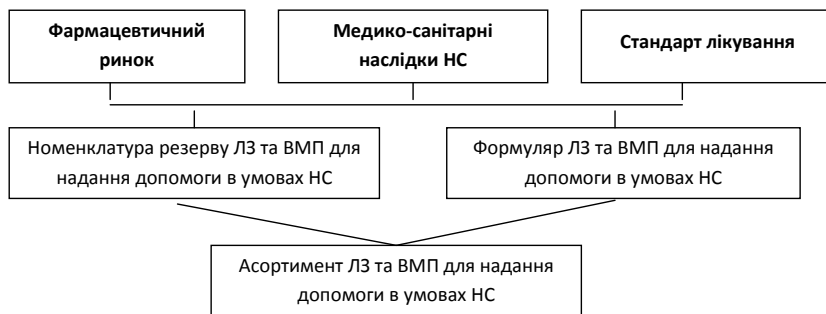 Фармацевтичний
ринок
Медико-санітарні
наслідки НС
Стандарт лікування
Номенклатура резерву ЛЗ та ВМП для
надання допомоги в умовах НС
Формуляр ЛЗ та ВМП для надання
допомоги в умовах НС
Асортимент ЛЗ та ВМП для надання
допомоги в умовах НС